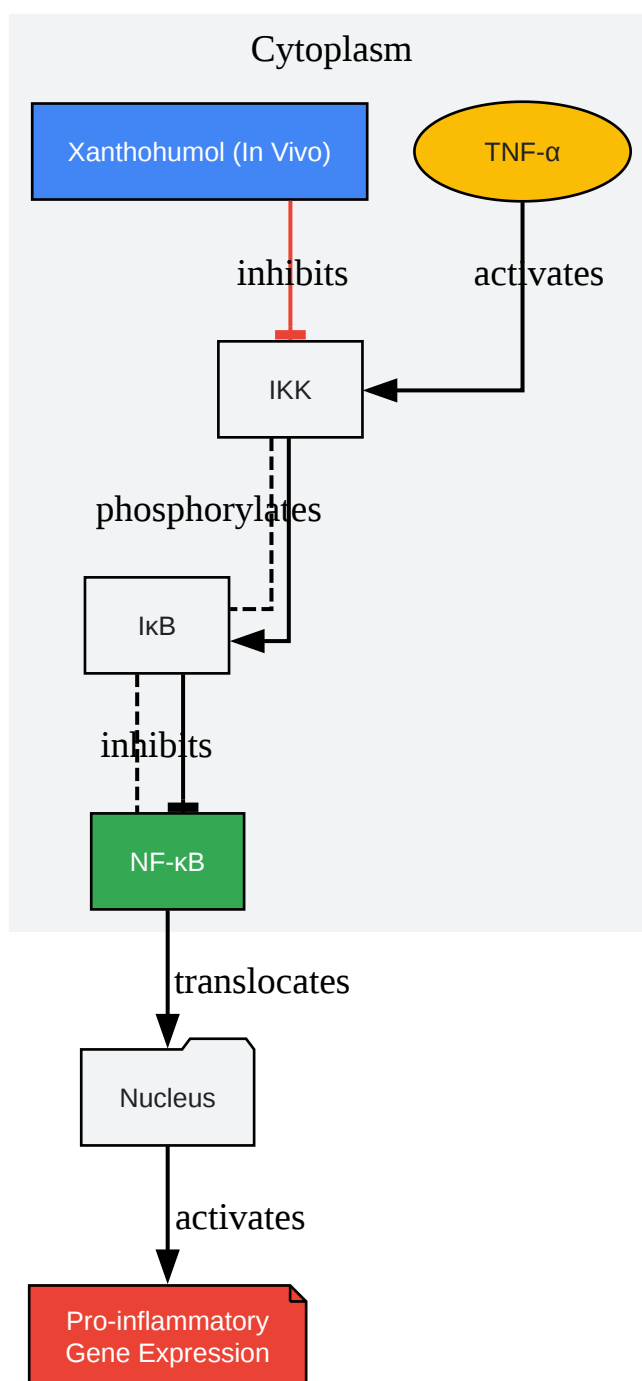 Cytoplasm
Xanthohumol (In Vivo)
TNF-α
inhibits
activates
IKK
phosphorylates
IκB
inhibits
NF-κB
translocates
Nucleus
activates
Pro-inflammatory
Gene Expression